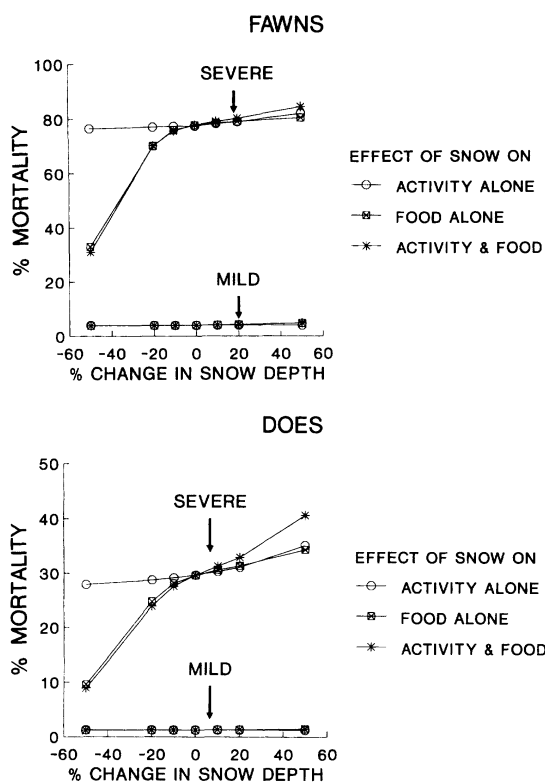 FAWNS
SEVERE
MILD
100
80
60
40
20
0
% MORTALITY
-60 -40 -20 0 20 40 60
% CHANGE IN SNOW DEPTH
EFFECT OF SNOW ON
ACTIVITY ALONE
FOOD ALONE
ACTIVITY & FOOD
DOES
SEVERE
MILD
50
40
30
20
10
0
% MORTALITY
-60 -40 -20 0 20 40 60
% CHANGE IN SNOW DEPTH
EFFECT OF SNOW ON
ACTIVITY ALONE
FOOD ALONE
ACTIVITY & FOOD